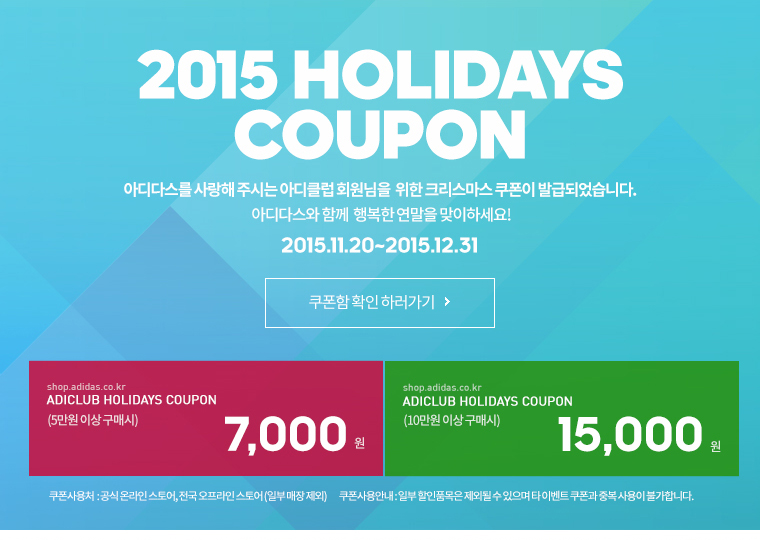 2015 HOLIDAYS
COUPON
아디다스를 사랑해 주시는 아디클럽 회원님을 위한 크리스마스 쿠폰이 발급되었습니다.
아디다스와 함께 행복한 연말을 맞이하세요!
2015.11.20~2015.12.31
쿠폰함 확인 하러가기 >
shop.adidas.co.kr
ADICLUB HOLIDAYS COUPON
(5만원 이상 구매시)
7,000 원
shop.adidas.co.kr
ADICLUB HOLIDAYS COUPON
(10만원 이상 구매시)
15,000 원
쿠폰사용처 : 공식 온라인 스토어, 전국 오프라인 스토어 (일부 매장 제외) 쿠폰사용안내 : 일부 할인품목은 제외될 수 있으며 타 이벤트 쿠폰과 중복 사용이 불가합니다.